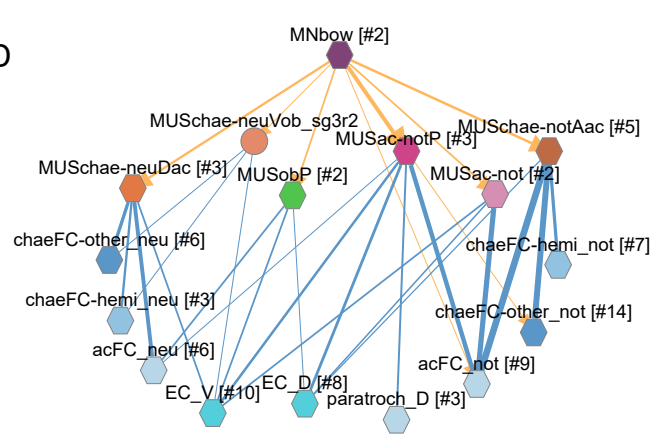 MNbow [#2]
MUSchae-neuVob_sg3r2
MUSac-notP [#3]
MUSchae-notAac [#5]
MUSchae-neuDac [#3]
MUSobP [#2]
MUSac-not [#2]
chaeFC-other_neu [#6]
chaeFC-hemi_not [#7]
chaeFC-hemi_neu [#3]
chaeFC-other_not [#14]
acFC_neu [#6]
acFC_not [#9]
EC_V [#10]
EC_D [#8]
paratroch_D [#3]